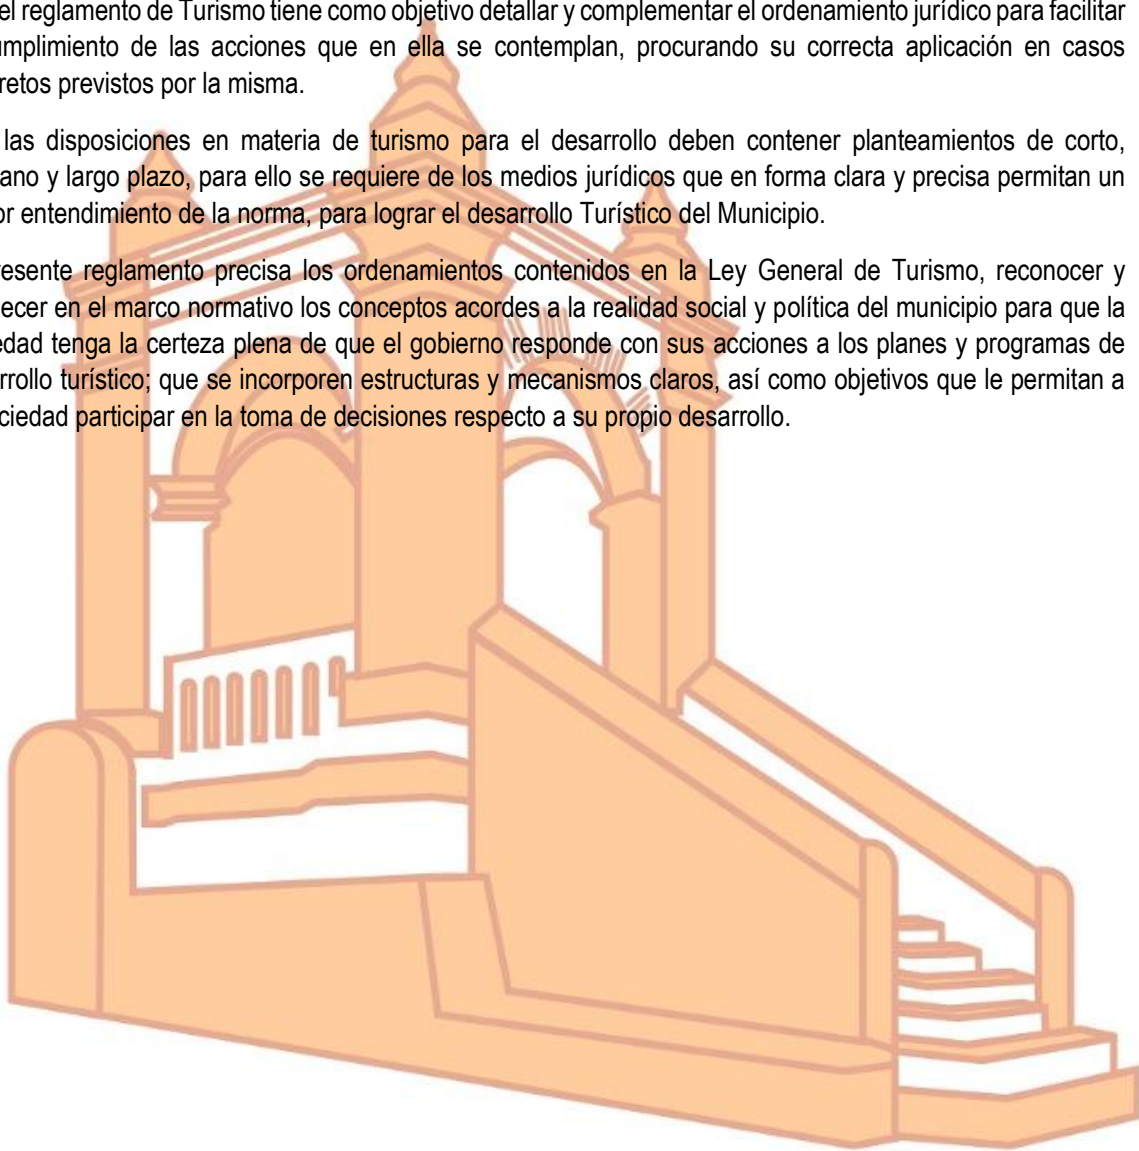 el reglamento de Turismo tiene como objetivo detallar y complementar el ordenamiento jurídico para facilitar
umplimiento de las acciones que en ella se contemplan, procurando su correcta aplicación en casos
retos previstos por la misma.
las disposiciones en materia de turismo para el desarrollo deben contener planteamientos de corto,
ano y largo plazo, para ello se requiere de los medios jurídicos que en forma clara y precisa permitan un
or entendimiento de la norma, para lograr el desarrollo Turístico del Municipio.
resente reglamento precisa los ordenamientos contenidos en la Ley General de Turismo, reconocer y
ecer en el marco normativo los conceptos acordes a la realidad social y política del municipio para que la
edad tenga la certeza plena de que el gobierno responde con sus acciones a los planes y programas de
rrollo turístico; que se incorporen estructuras y mecanismos claros, así como objetivos que le permitan a
ciedad participar en la toma de decisiones respecto a su propio desarrollo.